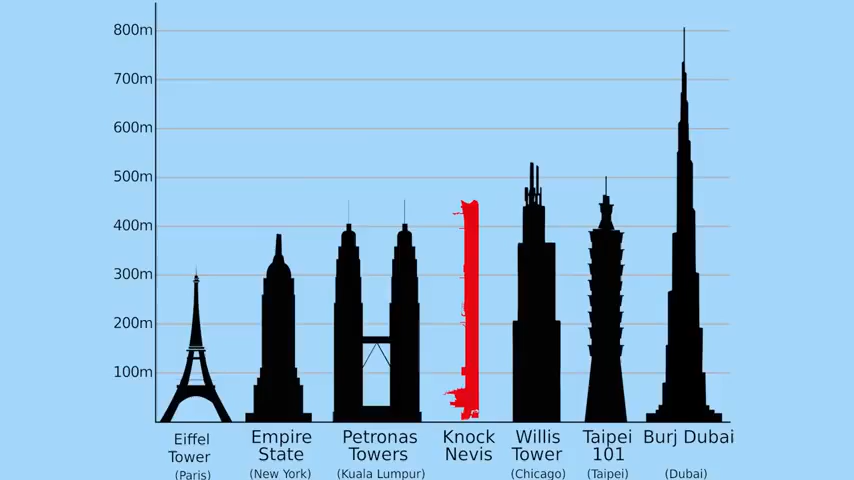 800m
700m
600m
500m
400m
300m
200m
100m
Eiffel
Tower
(Paris)
Empire
State
(New York)
Petronas
Towers
(Kuala Lumpur)
Knock
Nevis
Willis
Tower
(Chicago)
Taipei
101
(Taipei)
Burj Dubai
(Dubai)